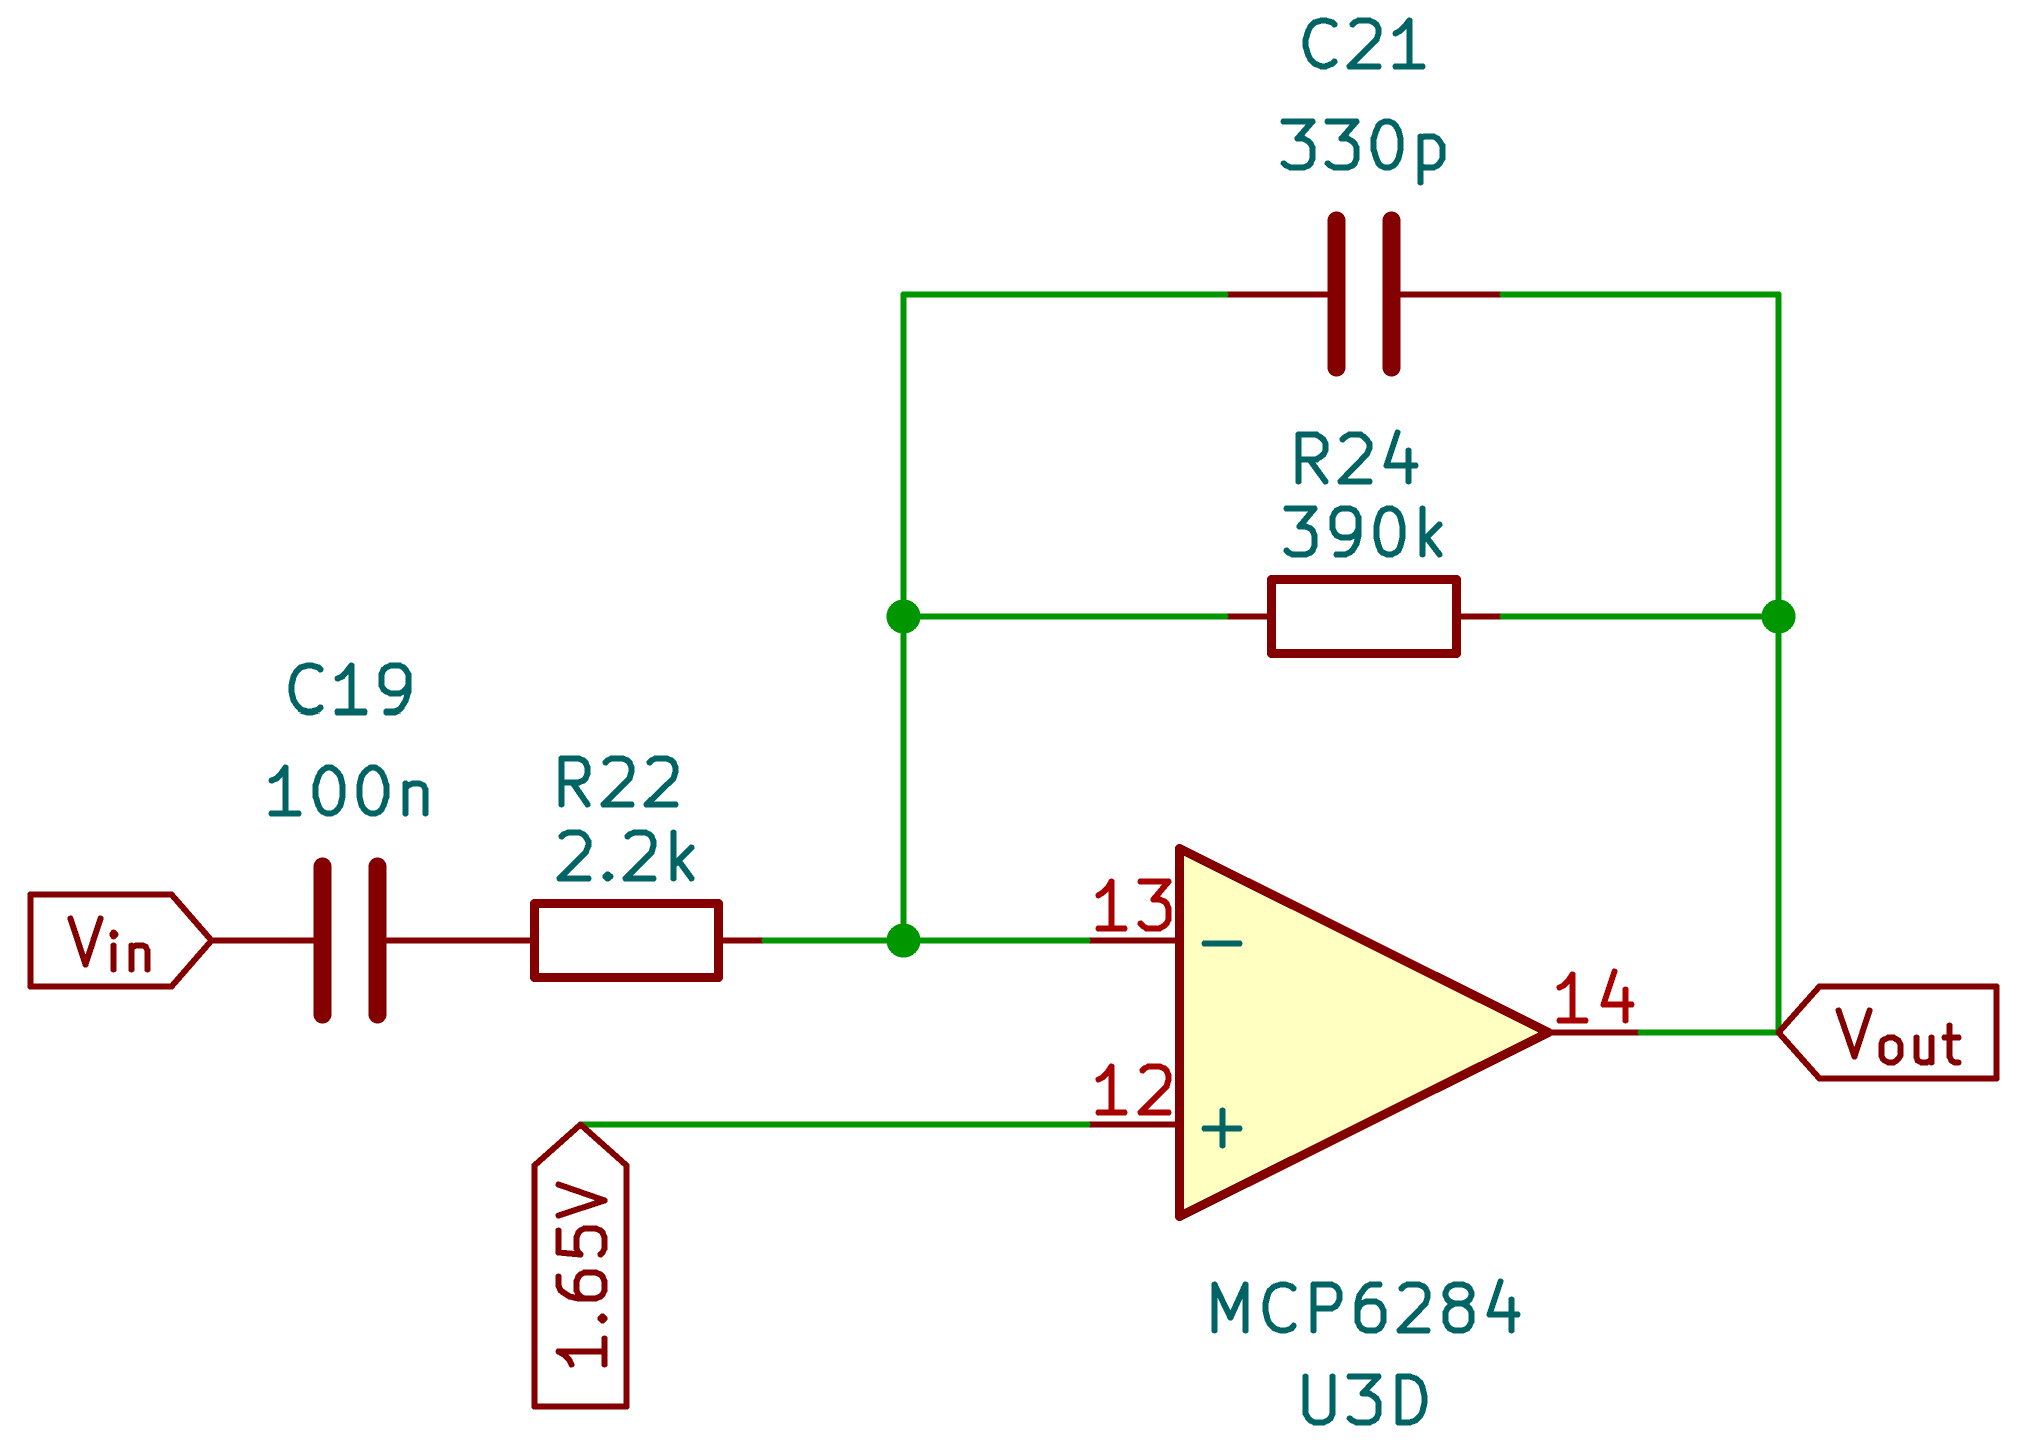 C21
330p
R24
390k
C19
100n
R22
2.2k
Vin
13
−
14
Vout
12
+
1.65V
MCP6284
U3D